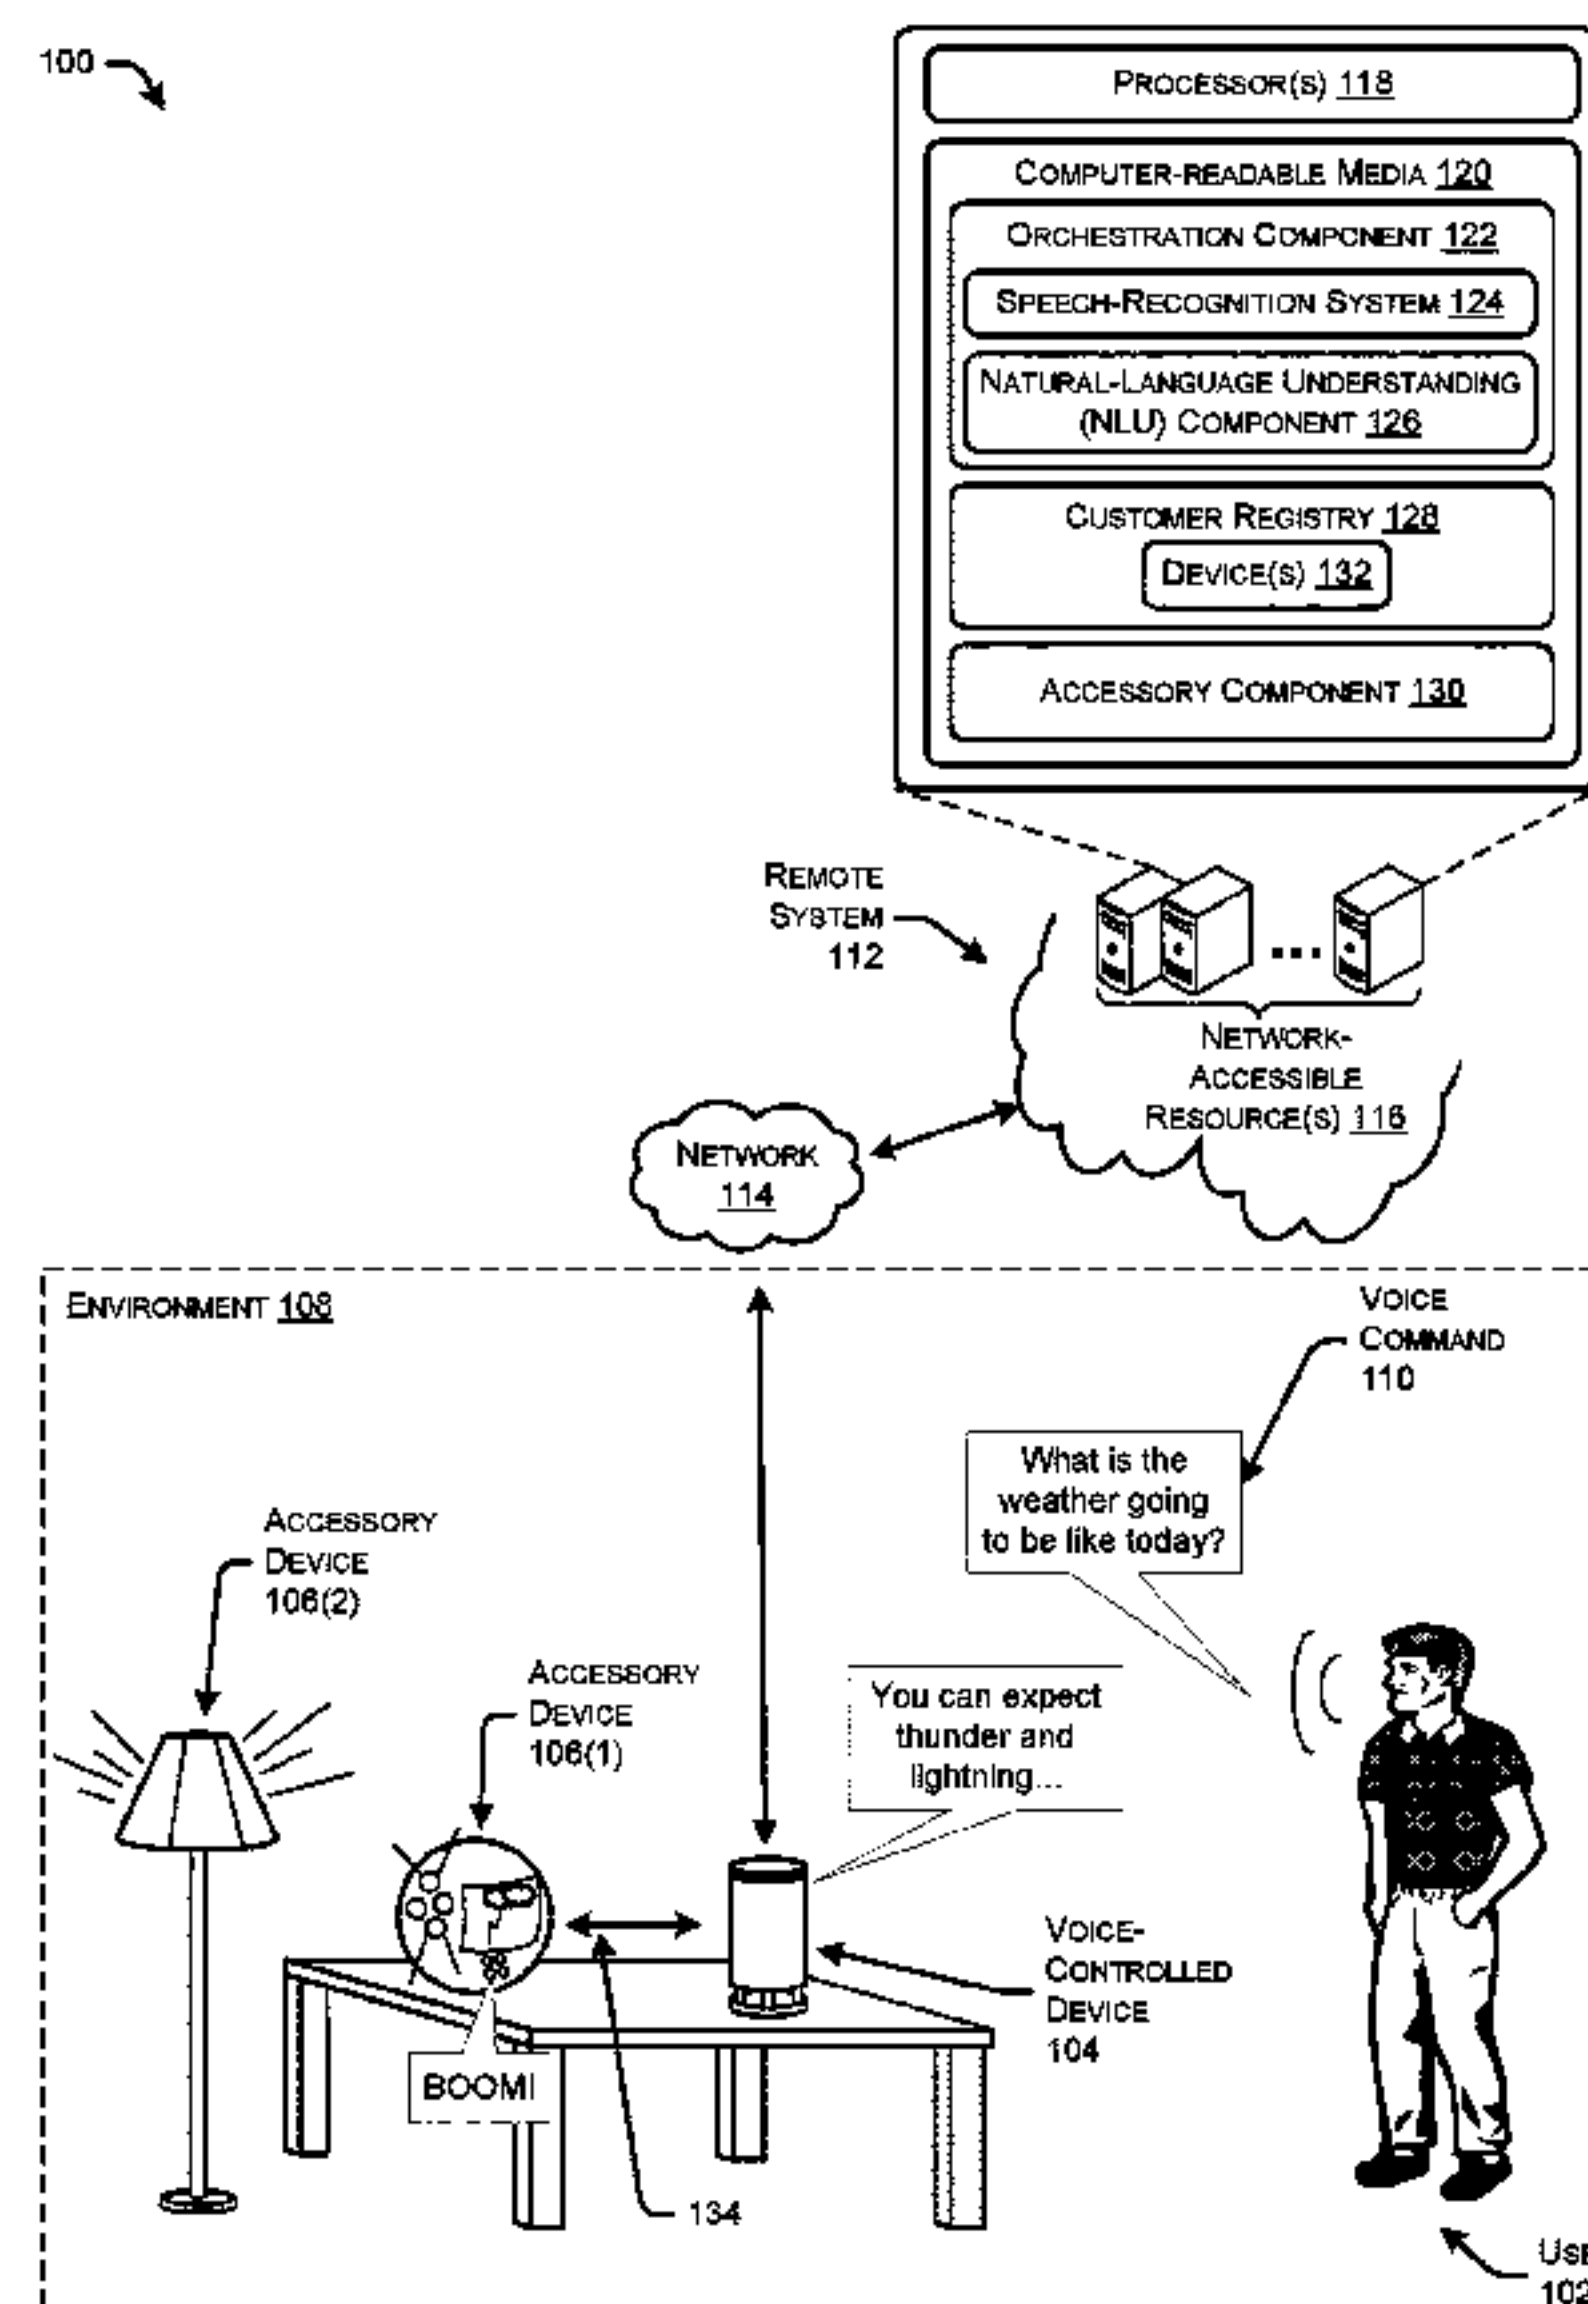 100
PROCESSOR(S) 118
COMPUTER-READABLE MEDIA 120
ORCHESTRATION COMPONENT 122
SPEECH-RECOGNITION SYSTEM 124
NATURAL-LANGUAGE UNDERSTANDING
(NLU) COMPONENT 126
CUSTOMER REGISTRY 128
DEVICE(S) 132
ACCESSORY COMPONENT 130
REMOTE
SYSTEM
112
NETWORK-
ACCESSIBLE
RESOURCE(S) 116
NETWORK
114
ENVIRONMENT 108
VOICE
COMMAND
110
What is the
weather going
to be like today?
ACCESSORY
DEVICE
106(2)
ACCESSORY
DEVICE
106(1)
You can expect
thunder and
lightning...
VOICE-
CONTROLLED
DEVICE
104
BOOM!
134
102